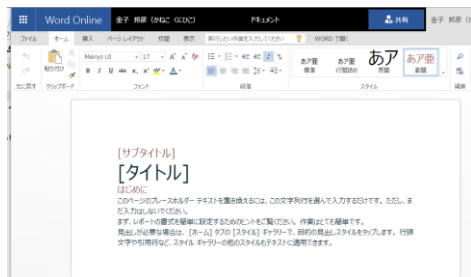 Word Online 金子 邦彦 (かねこ くにひこ) ドキュメント 共有 金子 邦彦 (か
ファイル ホーム 挿入 ページ レイアウト 校閲 表示 実行したい作業を入力してください WORD で開く
貼り付け Meiryo UI 17 A A
B I U abc x₂ x² A
あア亜 あア亜 あア あア亜
標準 行間詰め 表題 副題
元に戻す クリップボード フォント 段落 スタイル 編集
[サブタイトル]
[タイトル]
はじめに
このページのプレースホルダー テキストを置き換えるには、この文字列行を選んで入力するだけです。ただし、ま
だ入力はしないでください。
まず、レポートの書式を簡単に設定するためのヒントをご覧ください。作業はとても簡単です。
見出しが必要な場合は、[ホーム] タブの [スタイル] ギャラリーで、目的の見出しスタイルをタップします。行頭
文字や引用符など、スタイル ギャラリーの他のスタイルもテキストに適用できます。